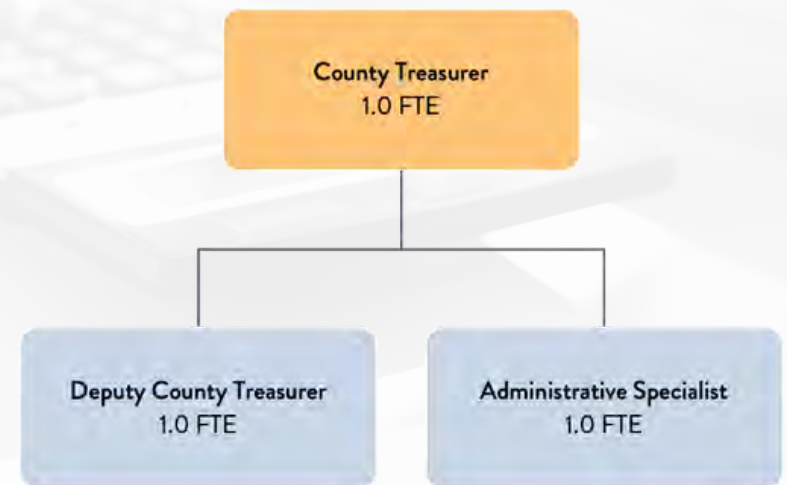 County Treasurer
1.0 FTE
Deputy County Treasurer
1.0 FTE
Administrative Specialist
1.0 FTE